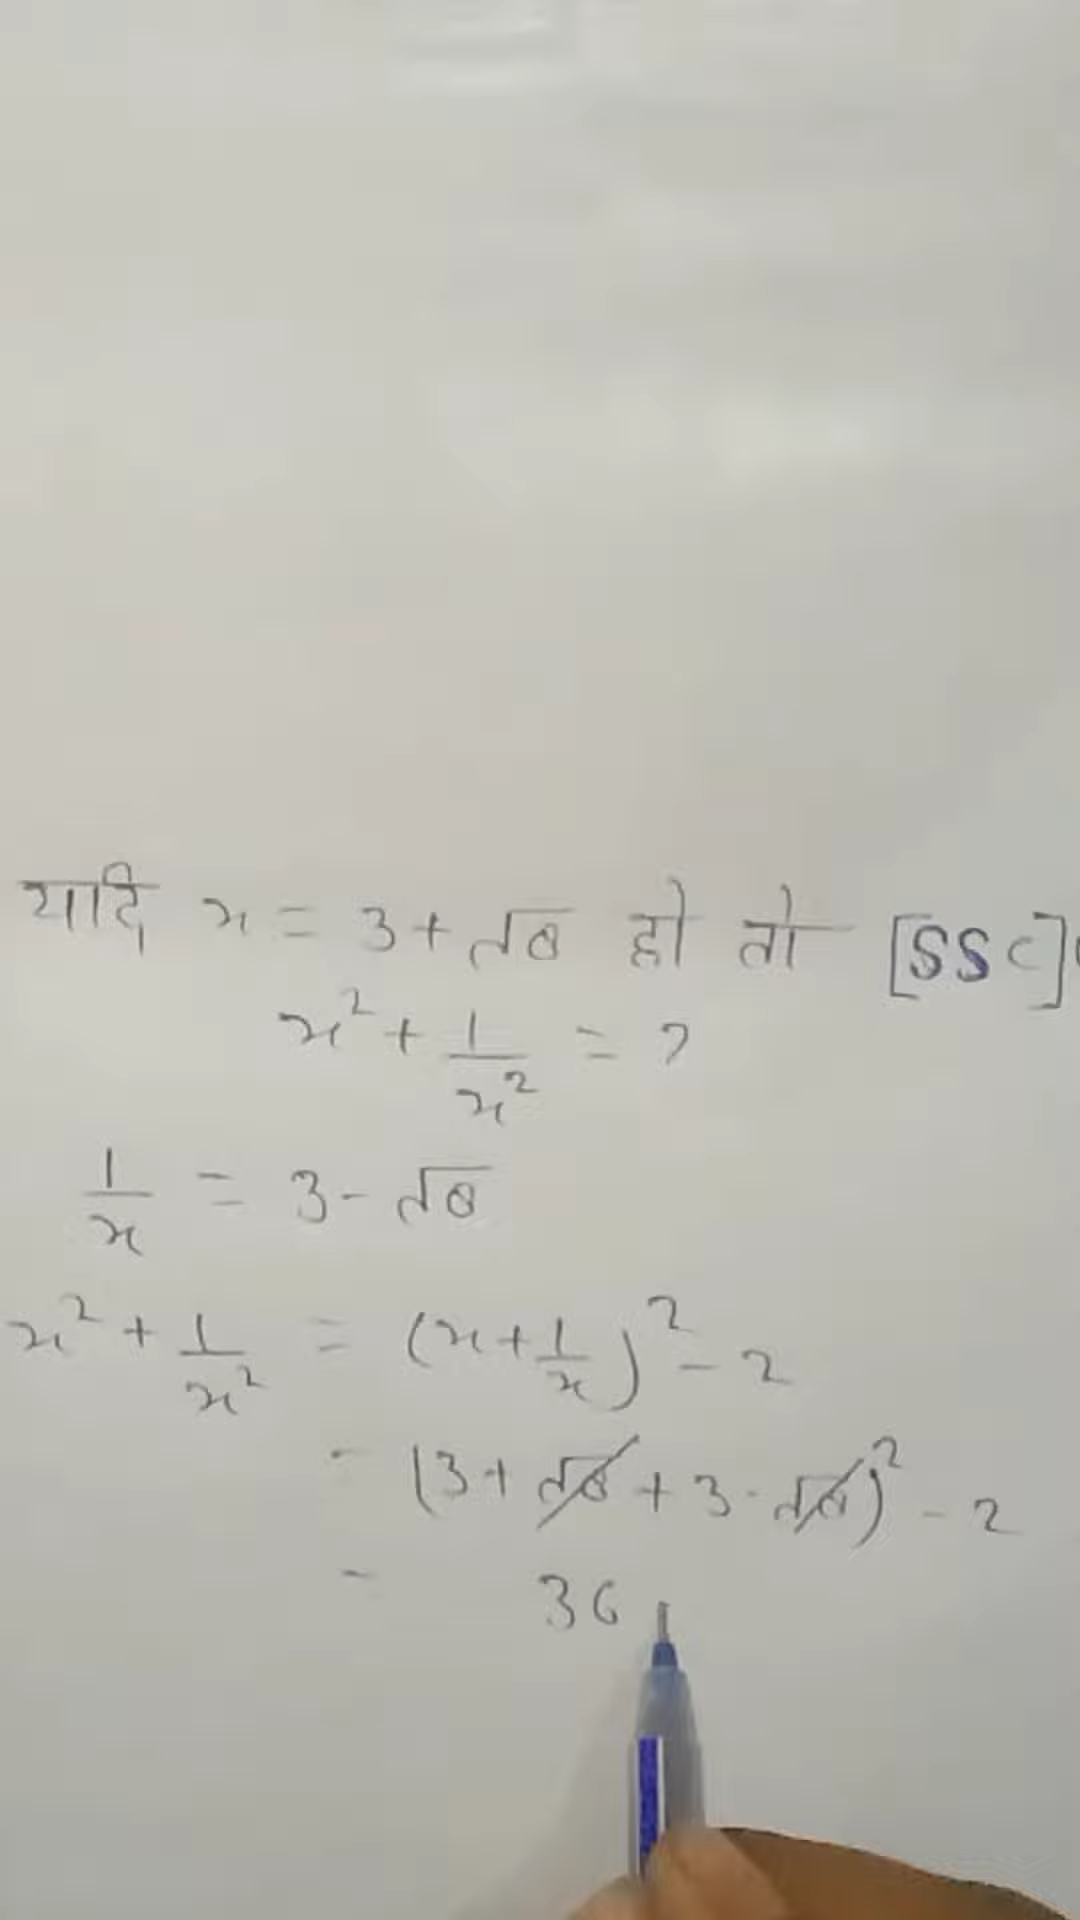 यदि x = 3 + √8 हो तो [SSC]
x² + 1/x² = ?
1/x = 3 - √8
x² + 1/x² = (x + 1/x)² - 2
= (3 + √8 + 3 - √8)² - 2
= 36